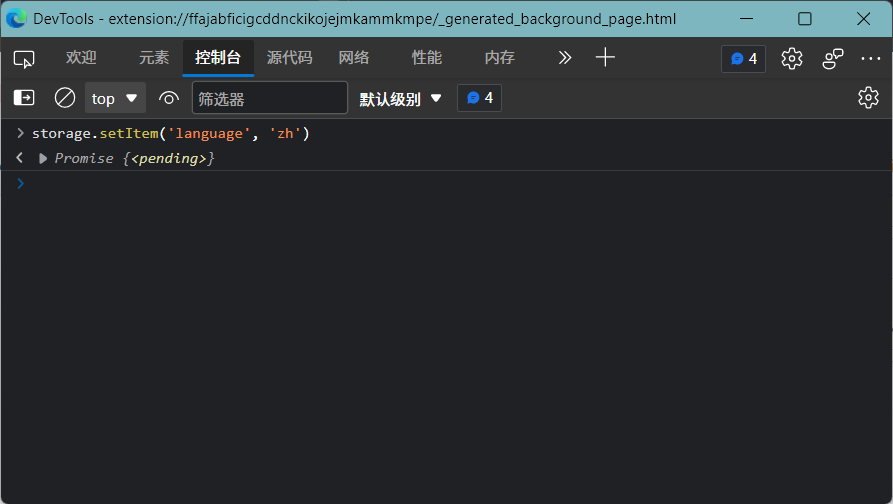 DevTools - extension://ffajabficigcddnckikojejmkammkmpe/_generated_background_page.html
欢迎 元素 控制台 源代码 网络 性能 内存 4
top 筛选器 默认级别 4
storage.setItem('language', 'zh')
Promise {<pending>}